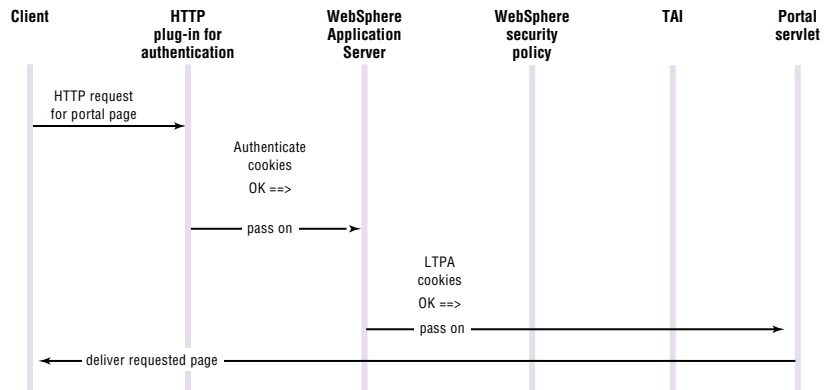 Client
HTTP
plug-in for
authentication
WebSphere
Application
Server
WebSphere
security
policy
TAI
Portal
servlet
HTTP request
for portal page
Authenticate
cookies
OK ==>
pass on
LTPA
cookies
OK ==>
pass on
deliver requested page